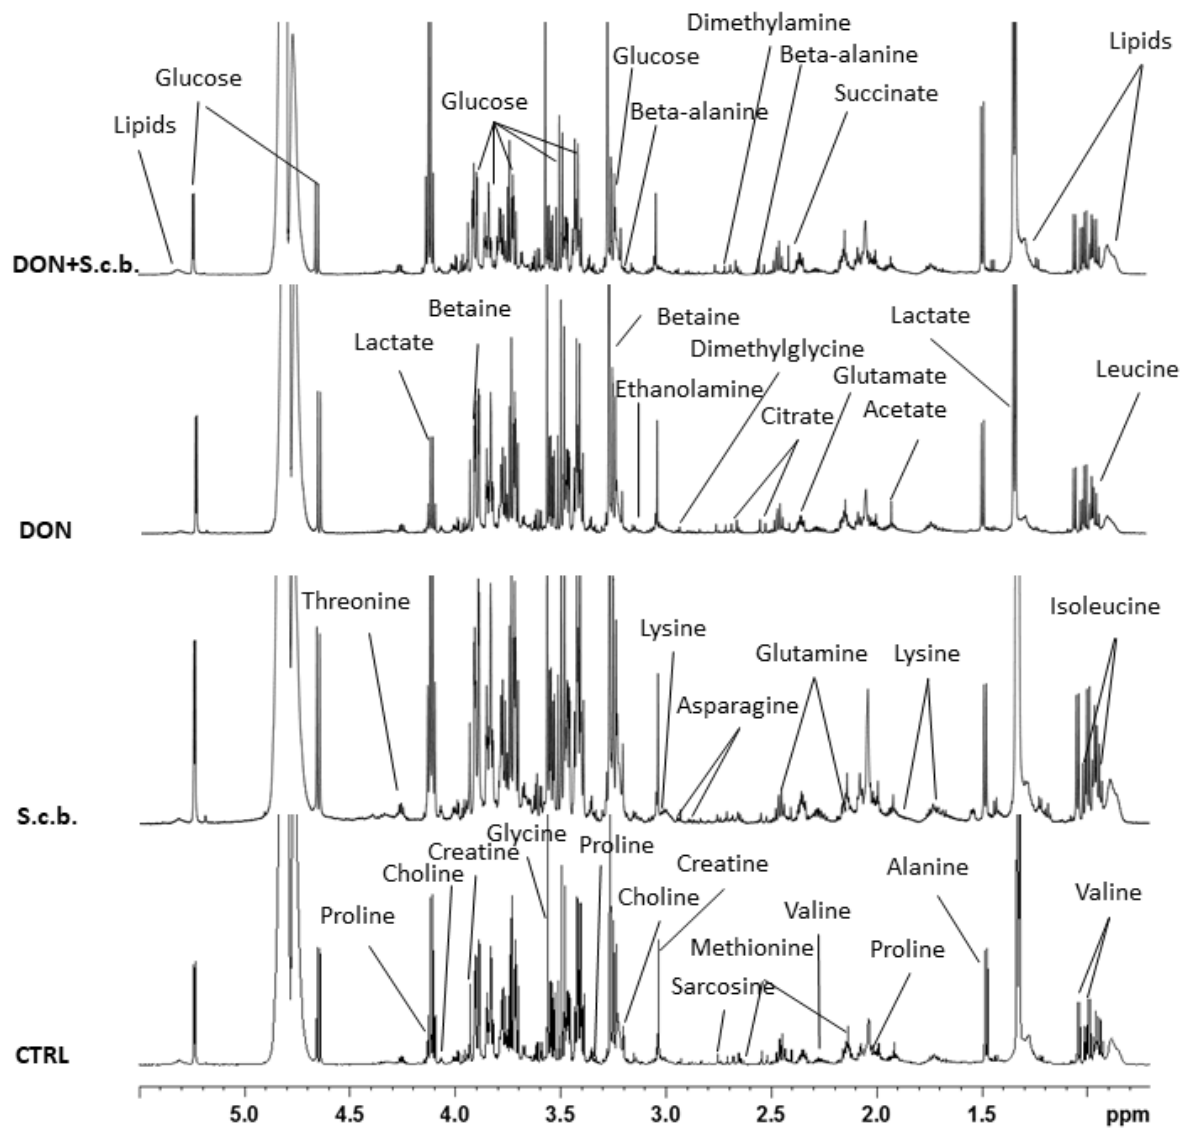 Dimethylamine
Glucose
Beta-alanine
Lipids
Glucose
Glucose
Beta-alanine
Succinate
Lipids
DON+S.c.b.
Betaine
Betaine
Lactate
Lactate
Dimethylglycine
Ethanolamine
Glutamate
Leucine
Citrate
Acetate
DON
Threonine
Lysine
Isoleucine
Glutamine
Lysine
Asparagine
S.c.b.
Glycine
Creatine
Proline
Choline
Creatine
Alanine
Proline
Choline
Valine
Valine
Methionine
Proline
Sarcosine
CTRL
5.0 4.5 4.0 3.5 3.0 2.5 2.0 1.5 ppm